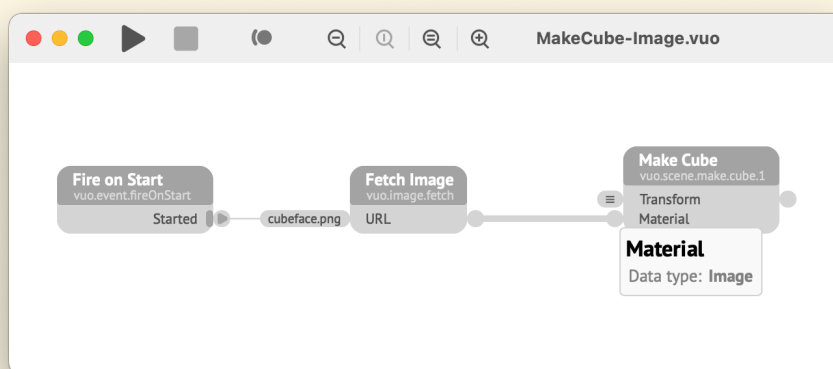 MakeCube-Image.vuo
Fire on Start
vuo.event.fireOnStart
Started
cubeface.png
Fetch Image
vuo.image.fetch
URL
Make Cube
vuo.scene.make.cube.1
Transform
Material
Material
Data type: Image